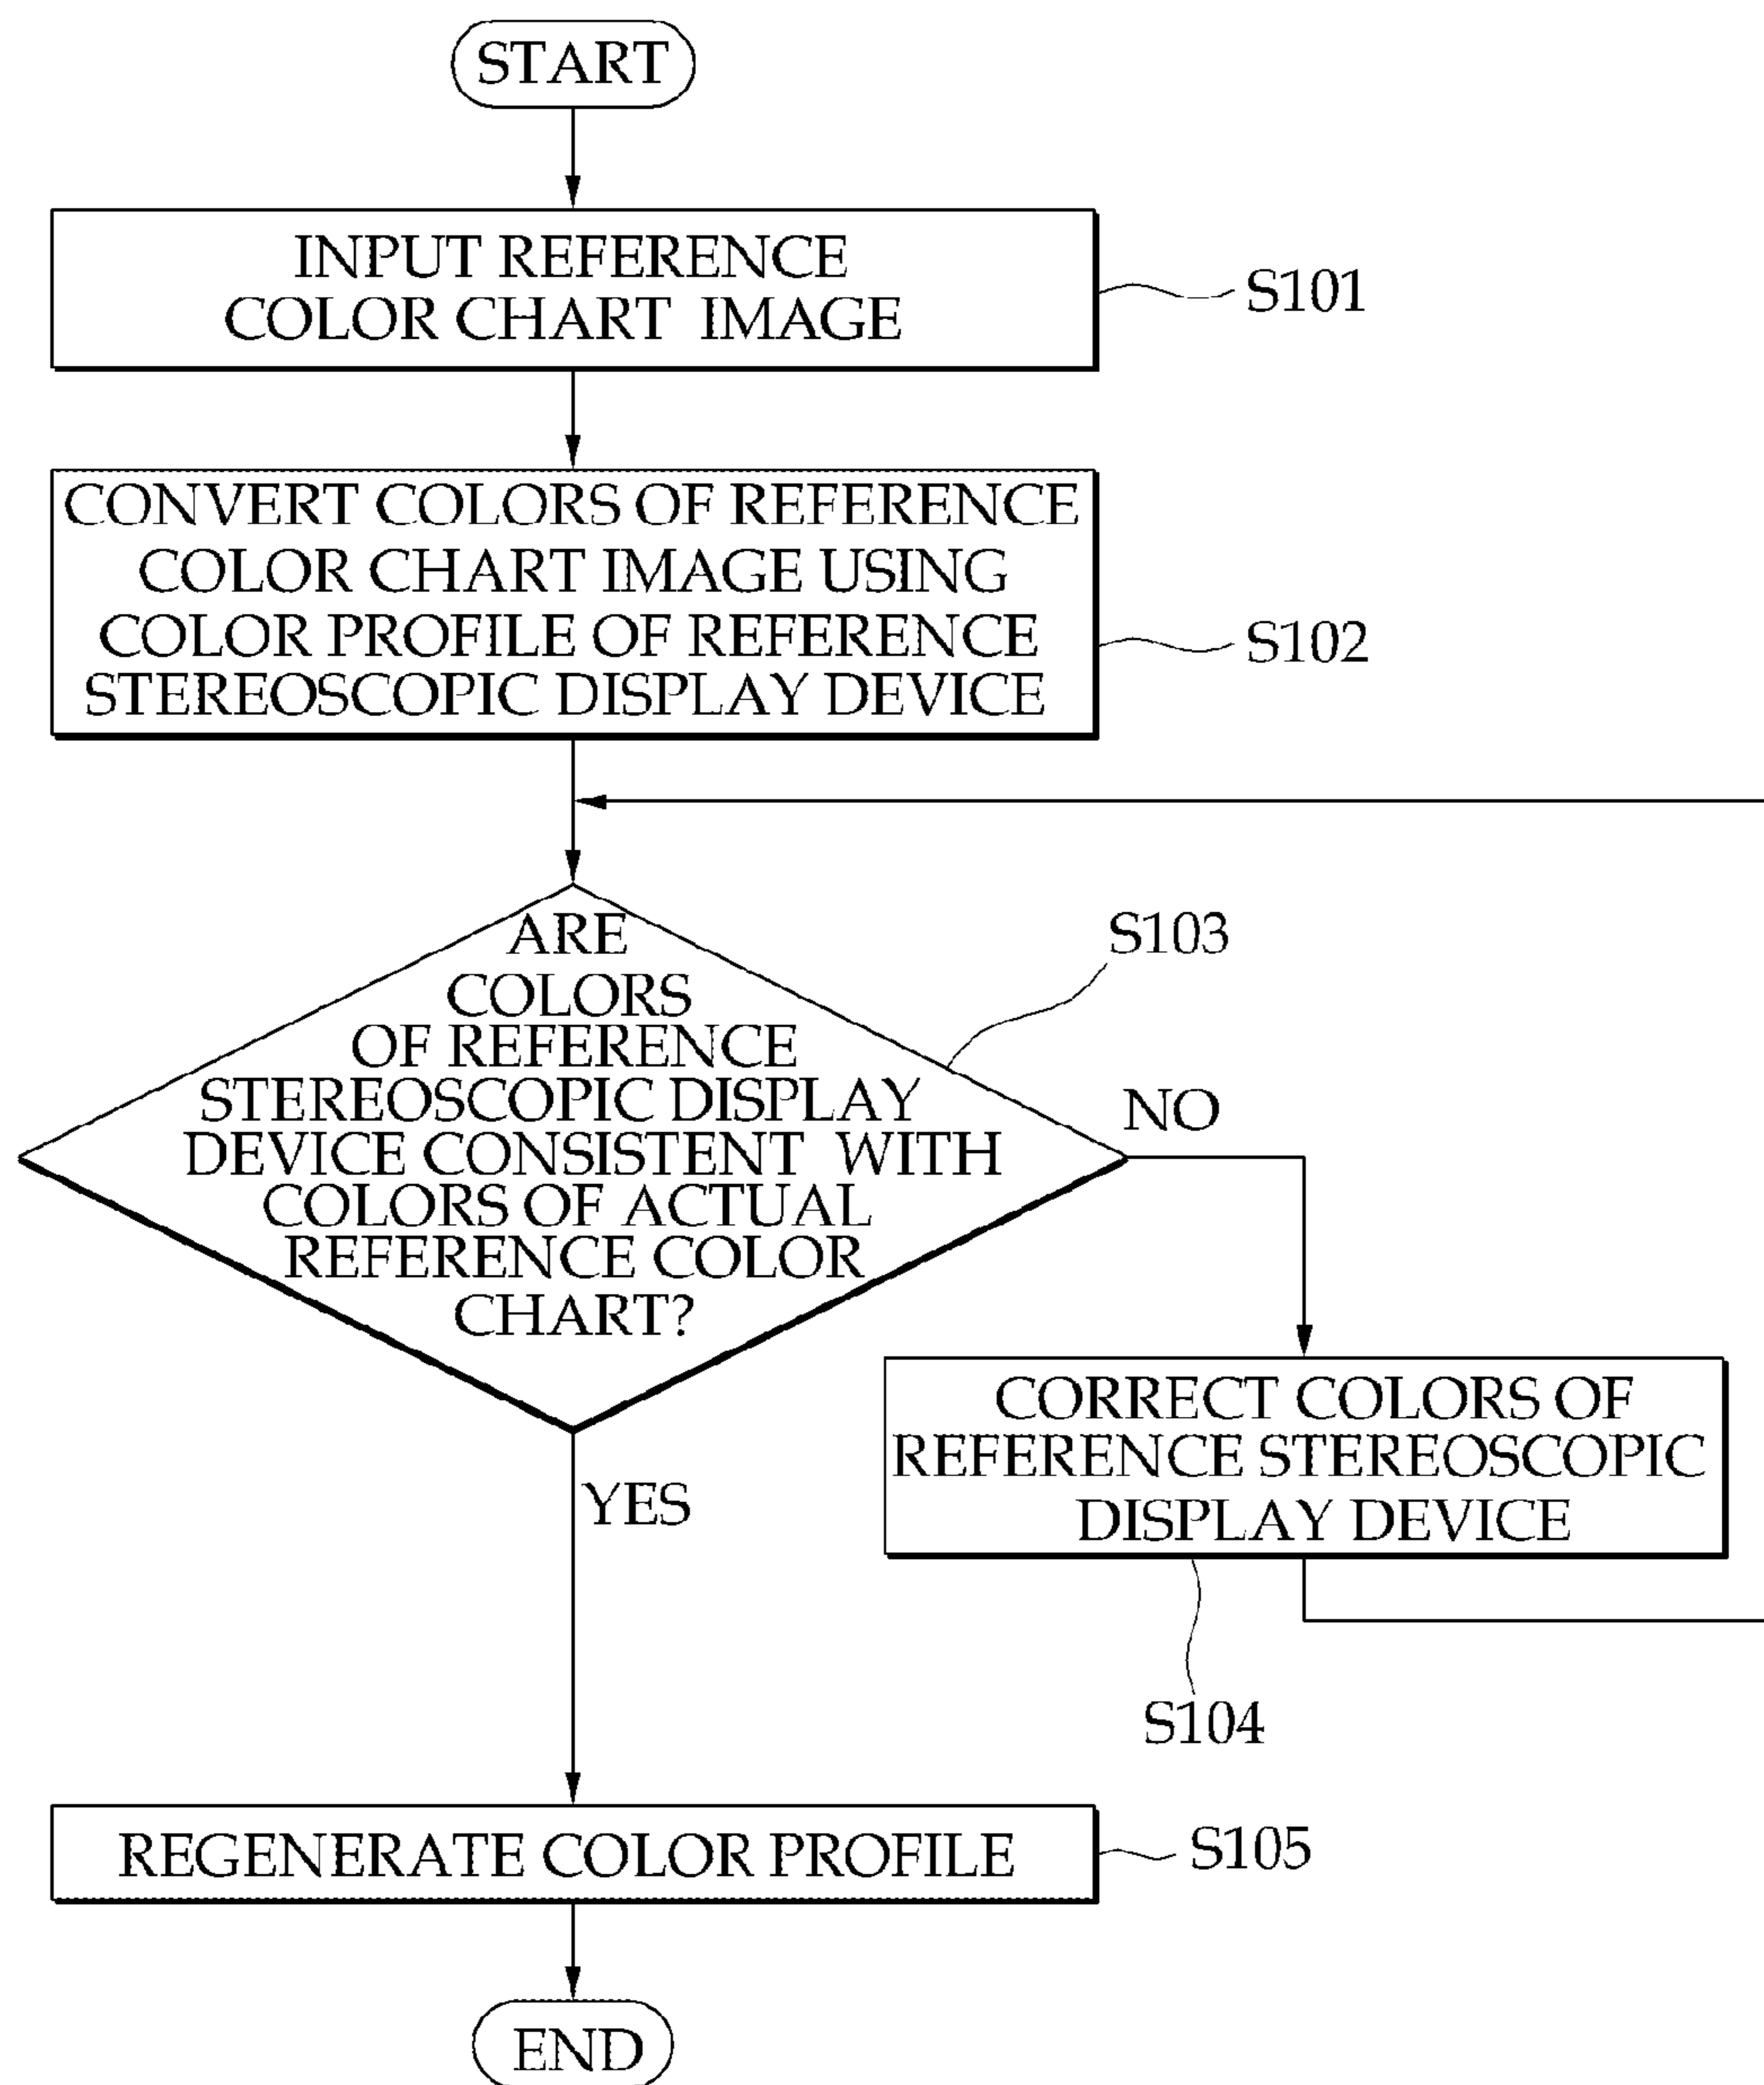 START
INPUT REFERENCE
COLOR CHART IMAGE
S101
CONVERT COLORS OF REFERENCE
COLOR CHART IMAGE USING
COLOR PROFILE OF REFERENCE
STEREOSCOPIC DISPLAY DEVICE
S102
ARE
COLORS
OF REFERENCE
STEREOSCOPIC DISPLAY
DEVICE CONSISTENT WITH
COLORS OF ACTUAL
REFERENCE COLOR
CHART?
S103
NO
CORRECT COLORS OF
REFERENCE STEREOSCOPIC
DISPLAY DEVICE
S104
YES
REGENERATE COLOR PROFILE
S105
END